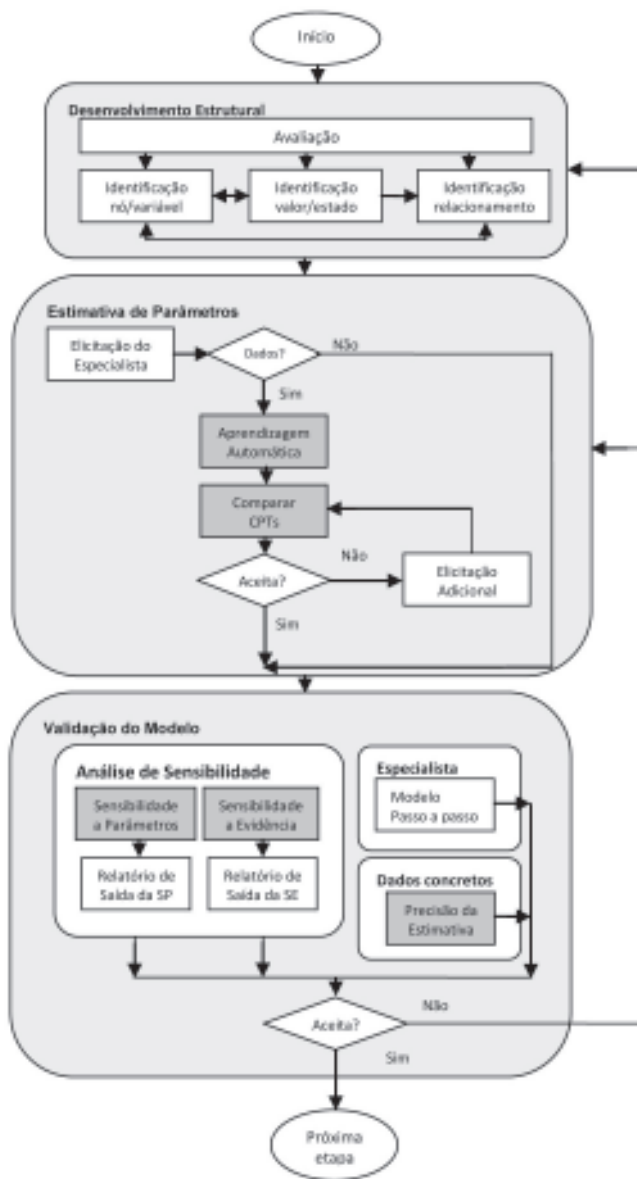 Início
Desenvolvimento Estrutural
Avaliação
Identificação
nó/variável
Identificação
valor/estado
Identificação
relacionamento
Estimativa de Parâmetros
Elicitação do
Especialista
Dados?
Não
Sim
Aprendizagem
Automática
Comparar
CPTs
Não
Aceita?
Elicitação
Adicional
Sim
Validação do Modelo
Análise de Sensibilidade
Sensibilidade
a Parâmetros
Sensibilidade
a Evidência
Relatório de
Saída da SP
Relatório de
Saída da SE
Especialista
Modelo
Passo a passo
Dados concretos
Precisão da
Estimativa
Aceita?
Não
Sim
Próxima
etapa